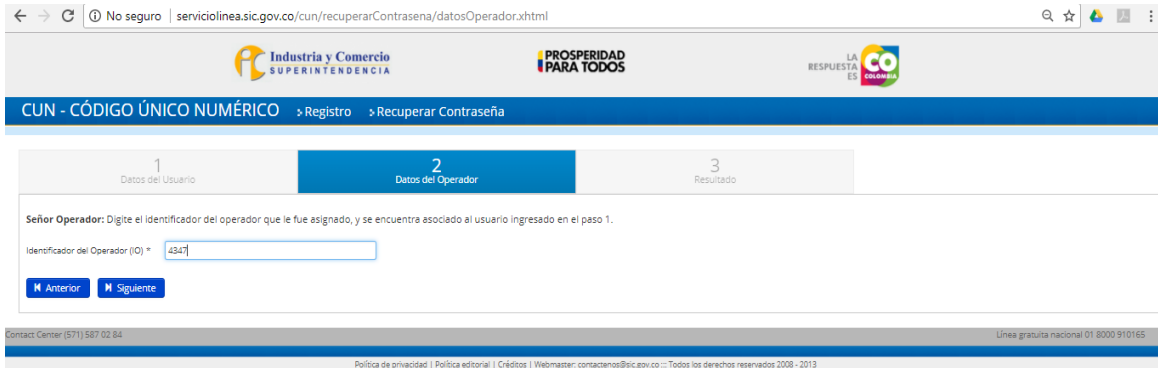 No seguro | serviciolinea.sic.gov.co/cun/recuperarContrasena/datosOperador.xhtml
Industria y Comercio
SUPERINTENDENCIA
PROSPERIDAD
PARA TODOS
LA
RESPUESTA
ES
CO
COLOMBIA
CUN - CÓDIGO ÚNICO NUMÉRICO Registro Recuperar Contraseña
1
Datos del Usuario
2
Datos del Operador
3
Resultado
Señor Operador: Digite el identificador del operador que le fue asignado, y se encuentra asociado al usuario ingresado en el paso 1.
Identificador del Operador (IO) * 4347
Anterior Siguiente
Contact Center (571) 587 02 84 Línea gratuita nacional 01 8000 910165
Política de privacidad | Política editorial | Créditos | Webmaster: contactenos@sic.gov.co ::: Todos los derechos reservados 2008 - 2013